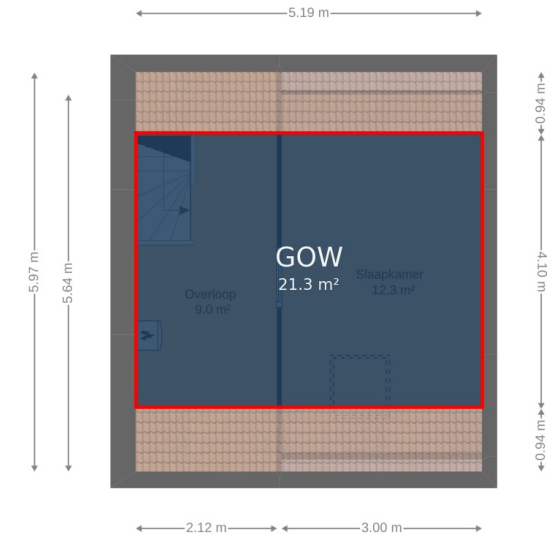 5.19 m
0.94 m
5.97 m
5.64 m
GOW
21.3 m²
Slaapkamer
12.3 m²
Overloop
9.0 m²
4.10 m
0.94 m
2.12 m
3.00 m